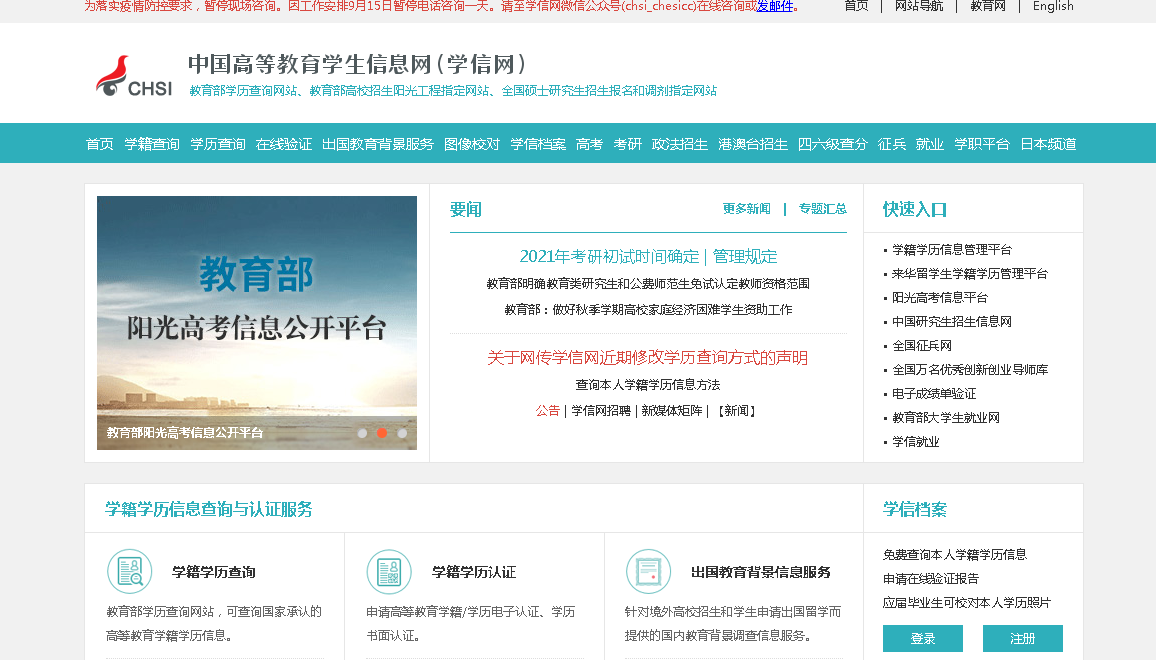 为落实疫情防控要求，暂停现场咨询。因工作安排9月15日暂停电话咨询一天。请至学信网微信公众号(chsi_chesicc)在线咨询或发邮件。 首页 | 网站导航 | 教育网 | English
CHSI
中国高等教育学生信息网(学信网)
教育部学历查询网站、教育部高校招生阳光工程指定网站、全国硕士研究生招生报名和调剂指定网站
首页 学籍查询 学历查询 在线验证 出国教育背景服务 图像校对 学信档案 高考 考研 政法招生 港澳台招生 四六级查分 征兵 就业 学职平台 日本频道
教育部
阳光高考信息公开平台
教育部阳光高考信息公开平台
要闻 更多新闻 | 专题汇总
2021年考研初试时间确定 | 管理规定
教育部明确教育类研究生和公费师范生免试认定教师资格范围
教育部：做好秋季学期高校家庭经济困难学生资助工作
关于网传学信网近期修改学历查询方式的声明
查询本人学籍学历信息方法
公告 | 学信网招聘 | 新媒体矩阵 | 【新闻】
快速入口
▪ 学籍学历信息管理平台
▪ 来华留学生学籍学历管理平台
▪ 阳光高考信息平台
▪ 中国研究生招生信息网
▪ 全国征兵网
▪ 全国万名优秀创新创业导师库
▪ 电子成绩单验证
▪ 教育部大学生就业网
▪ 学信就业
学籍学历信息查询与认证服务
学籍学历查询
教育部学历查询网站，可查询国家承认的
高等教育学籍学历信息。
学籍学历认证
申请高等教育学籍/学历电子认证、学历
书面认证。
出国教育背景信息服务
针对境外高校招生和学生申请出国留学而
提供的国内教育背景调查信息服务。
学信档案
免费查询本人学籍学历信息
申请在线验证报告
应届毕业生可校对本人学历照片
登录 注册